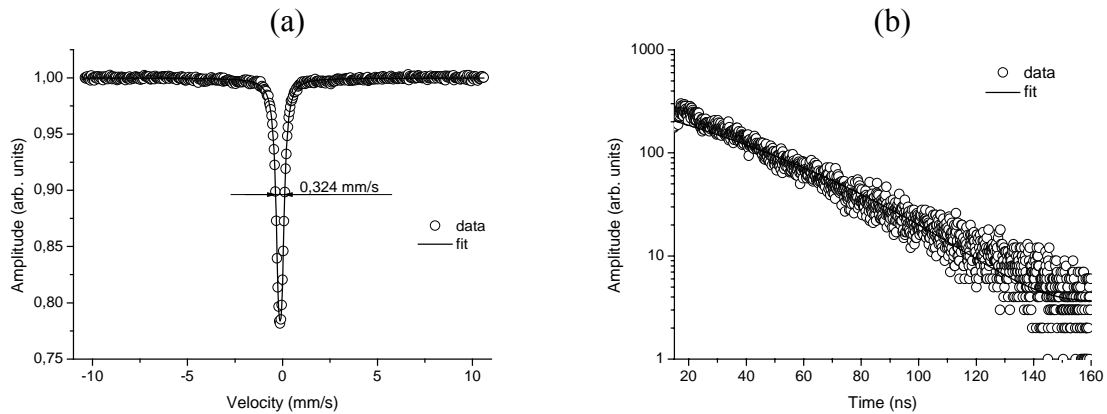 (a)
1,00
0,95
0,90
0,85
0,80
0,75
Amplitude (arb. units)
0,324 mm/s
data
fit
-10 -5 0 5 10
Velocity (mm/s)
(b)
1000
100
10
1
Amplitude (arb. units)
data
fit
20 40 60 80 100 120 140 160
Time (ns)